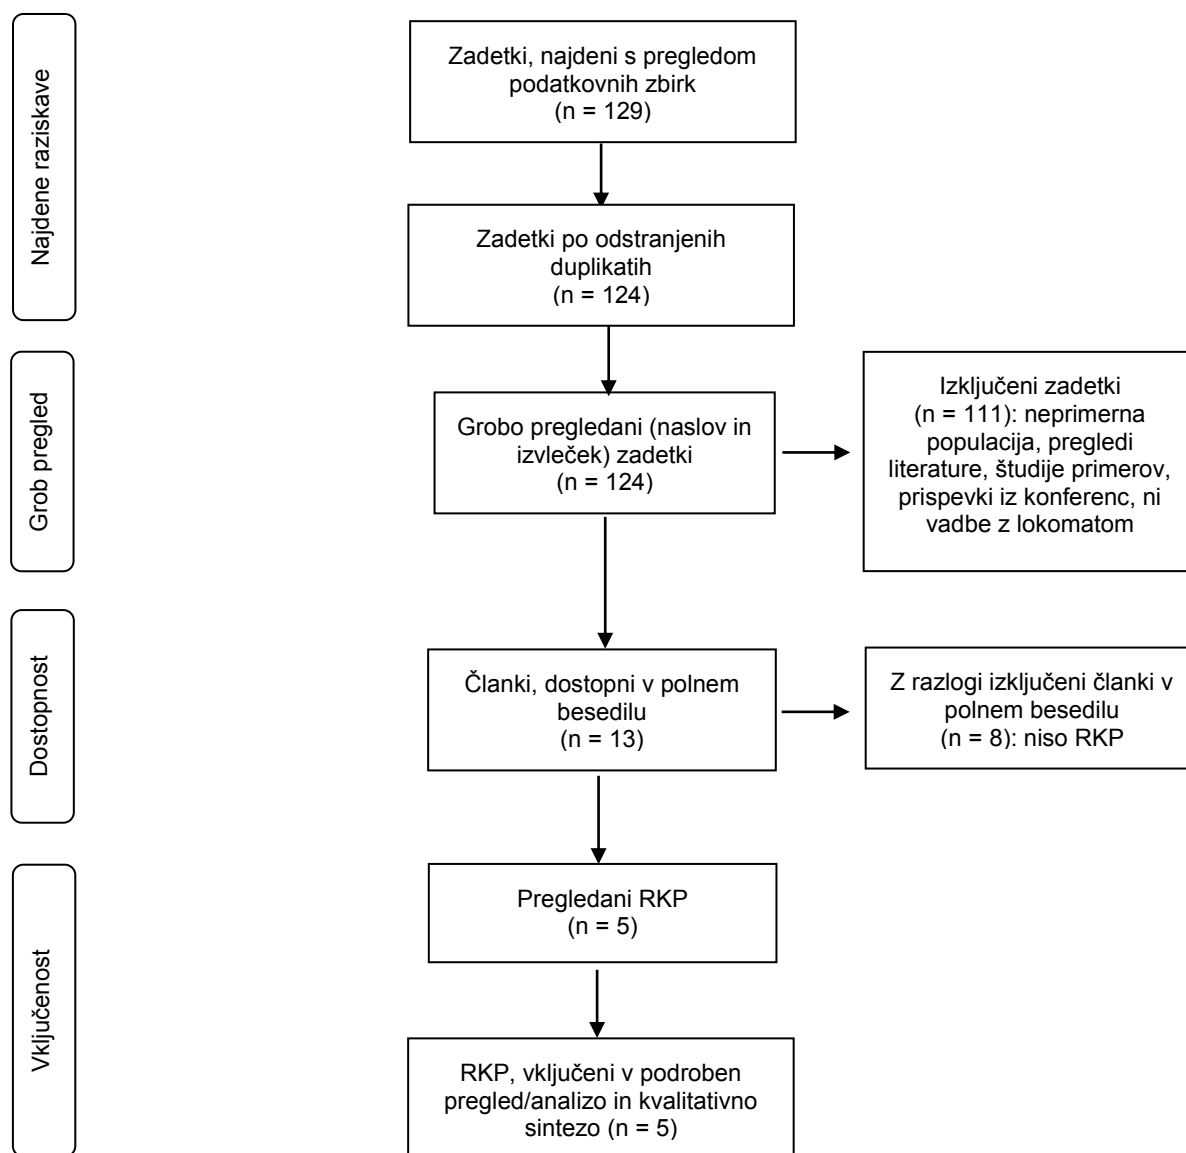 Najdene raziskave
Zadetki, najdeni s pregledom
podatkovnih zbirk
(n = 129)
Zadetki po odstranjenih
duplikatih
(n = 124)
Grob pregled
Grobo pregledani (naslov in
izvleček) zadetki
(n = 124)
Izključeni zadetki
(n = 111): neprimerna
populacija, pregledi
literature, študije primerov,
prispevki iz konferenc, ni
vadbe z lokomatom
Dostopnost
Članki, dostopni v polnem
besedilu
(n = 13)
Z razlogi izključeni članki v
polnem besedilu
(n = 8): niso RKP
Vključenost
Pregledani RKP
(n = 5)
RKP, vključeni v podroben
pregled/analizo in kvalitativno
sintezo (n = 5)